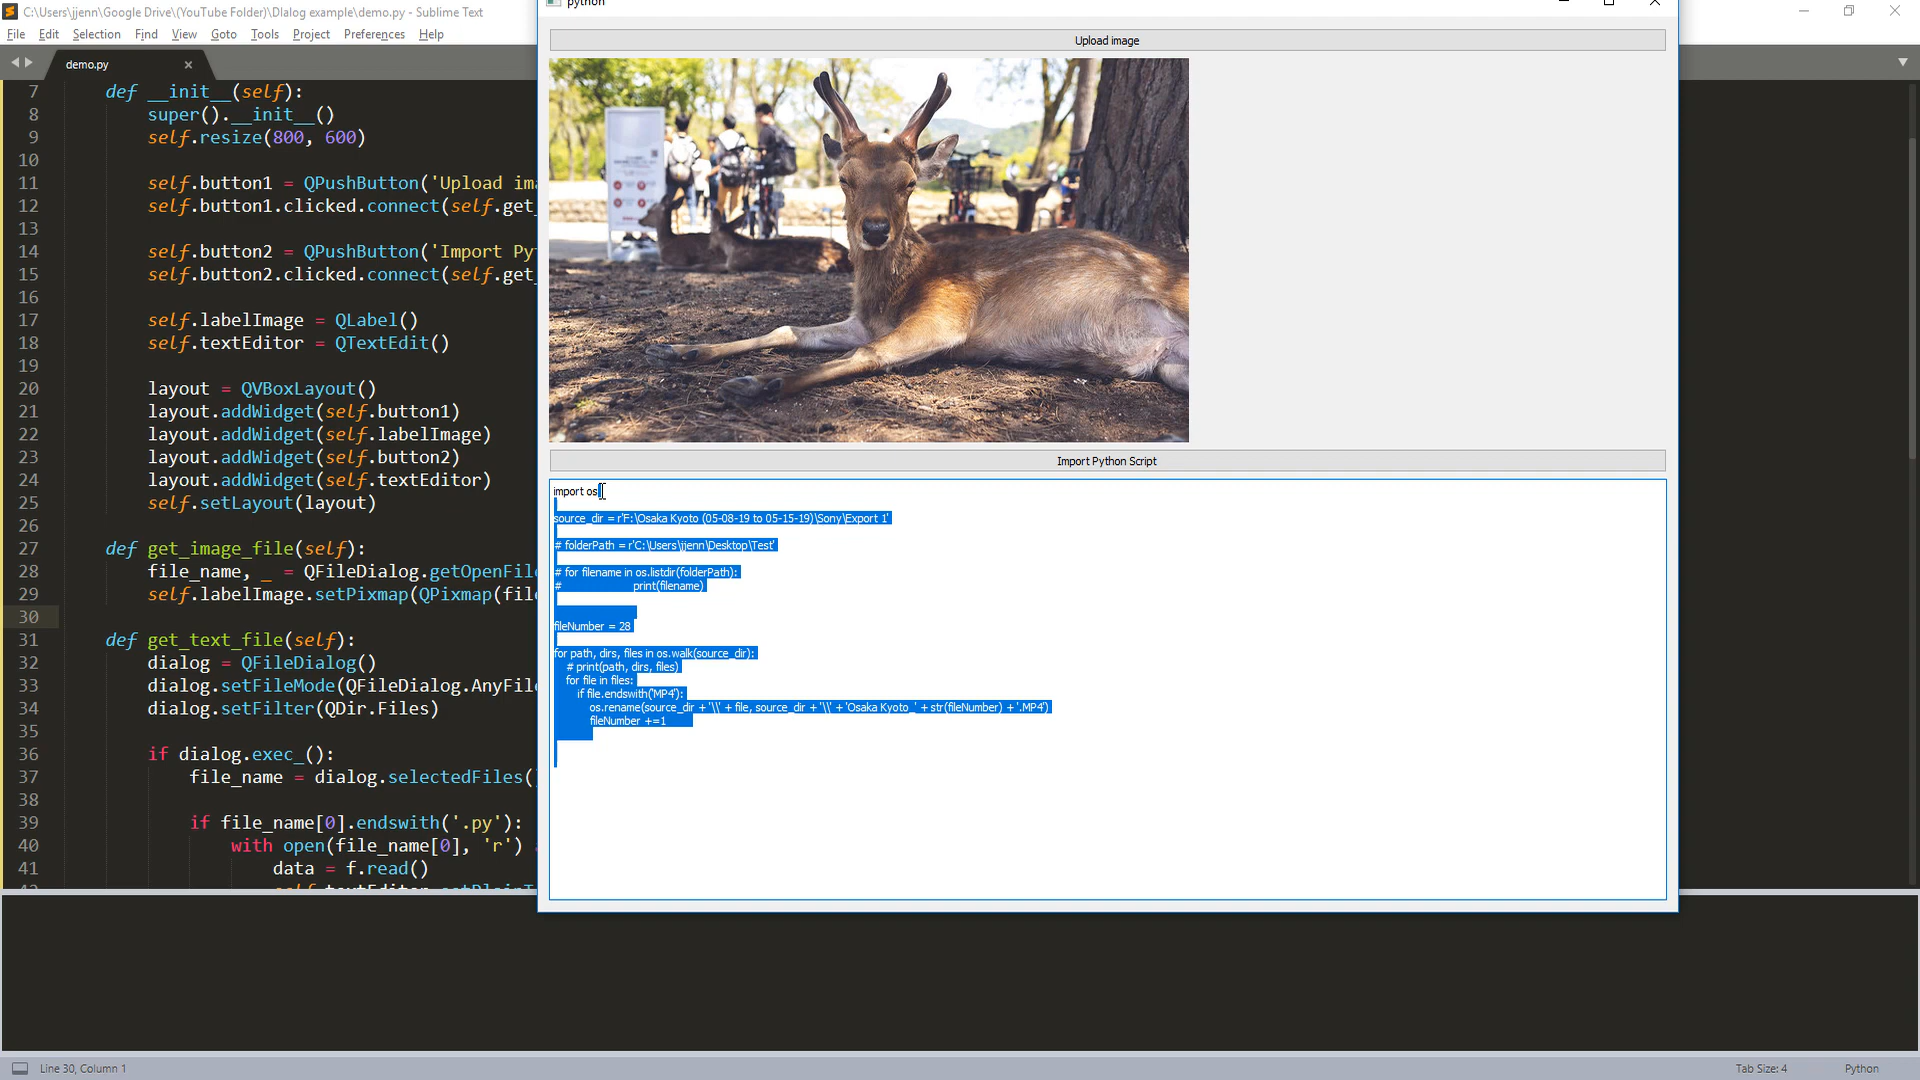 C:\Users\jjenn\Google Drive\(YouTube Folder)\DIalog example\demo.py - Sublime Text
File Edit Selection Find View Goto Tools Project Preferences Help
demo.py
7 def __init__(self):
8 super().__init__()
9 self.resize(800, 600)
10
11 self.button1 = QPushButton('Upload im
12 self.button1.clicked.connect(self.get_
13
14 self.button2 = QPushButton('Import Py
15 self.button2.clicked.connect(self.get_
16
17 self.labelImage = QLabel()
18 self.textEditor = QTextEdit()
19
20 layout = QVBoxLayout()
21 layout.addWidget(self.button1)
22 layout.addWidget(self.labelImage)
23 layout.addWidget(self.button2)
24 layout.addWidget(self.textEditor)
25 self.setLayout(layout)
26
27 def get_image_file(self):
28 file_name, _ = QFileDialog.getOpenFile
29 self.labelImage.setPixmap(QPixmap(file
30
31 def get_text_file(self):
32 dialog = QFileDialog()
33 dialog.setFileMode(QFileDialog.AnyFil
34 dialog.setFilter(QDir.Files)
35
36 if dialog.exec_():
37 file_name = dialog.selectedFiles(
38
39 if file_name[0].endswith('.py'):
40 with open(file_name[0], 'r')
41 data = f.read()
python
Upload image
Import Python Script
import os
source_dir = r'F:\Osaka Kyoto (05-08-19 to 05-15-19)\Sony\Export 1'
# folderPath = r'C:\Users\jjenn\Desktop\Test'
# for filename in os.listdir(folderPath):
# print(filename)
fileNumber = 28
for path, dirs, files in os.walk(source_dir):
# print(path, dirs, files)
for file in files:
if file.endswith('MP4'):
os.rename(source_dir + '\\' + file, source_dir + '\\' + 'Osaka Kyoto_' + str(fileNumber) + '.MP4')
fileNumber +=1
Line 30, Column 1
Tab Size: 4
Python